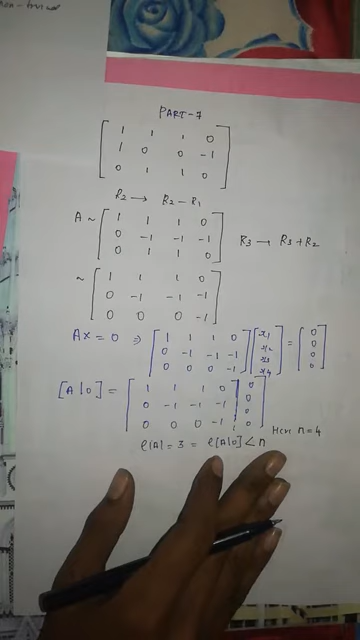 PART-7
1 1 1 0
1 0 0 -1
0 1 1 0
R2 → R2 - R1
A ~ 1 1 1 0
0 -1 -1 -1
0 1 1 0
R3 → R3 + R2
~ 1 1 1 0
0 -1 -1 -1
0 0 0 -1
AX = 0 ⇒ [1 1 1 0 0 -1 -1 -1 0 0 0 -1] [x1 x2 x3 x4] = [0 0 0 0]
[A|0] = [1 1 1 0 | 0
0 -1 -1 -1 | 0
0 0 0 -1 | 0]
Here n=4
ℓ(A) = 3 = ℓ[A|0] < n